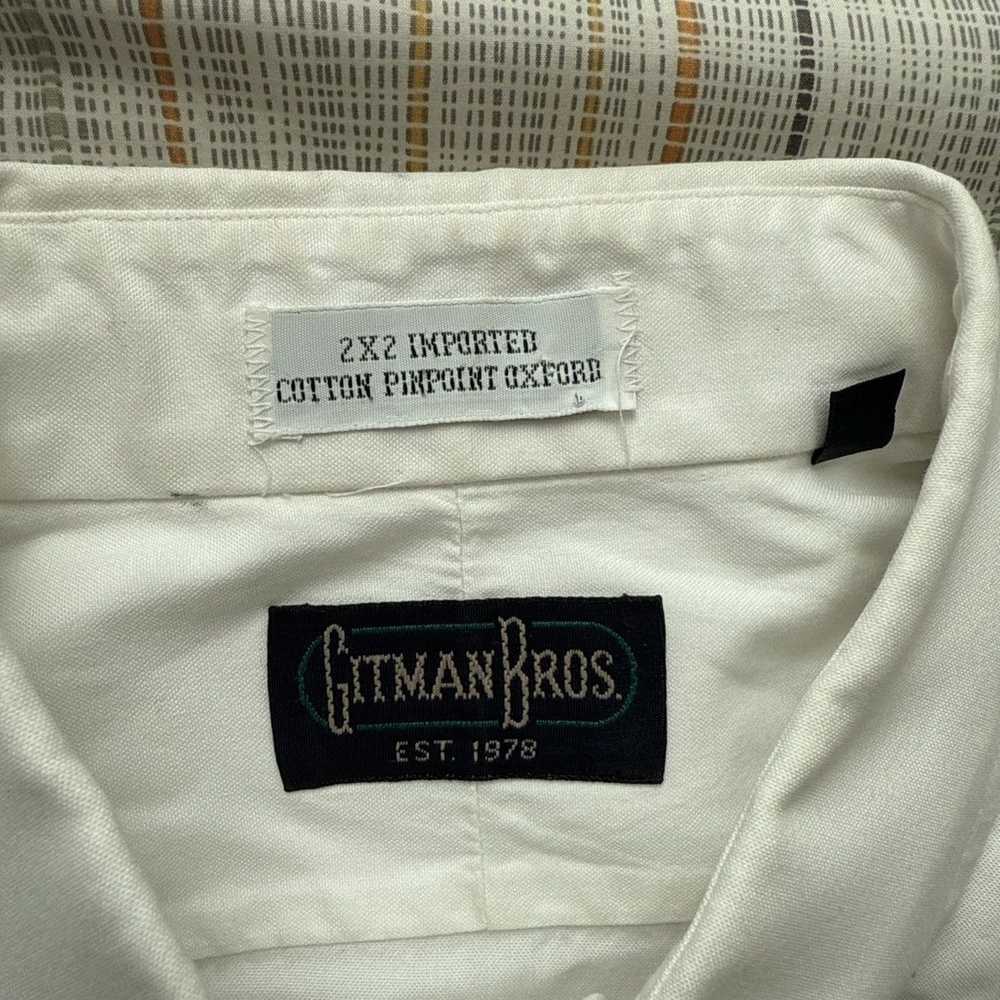 2X2 IMPORTED
COTTON PINPOINT OXFORD
GITMAN BROS.
EST. 1978